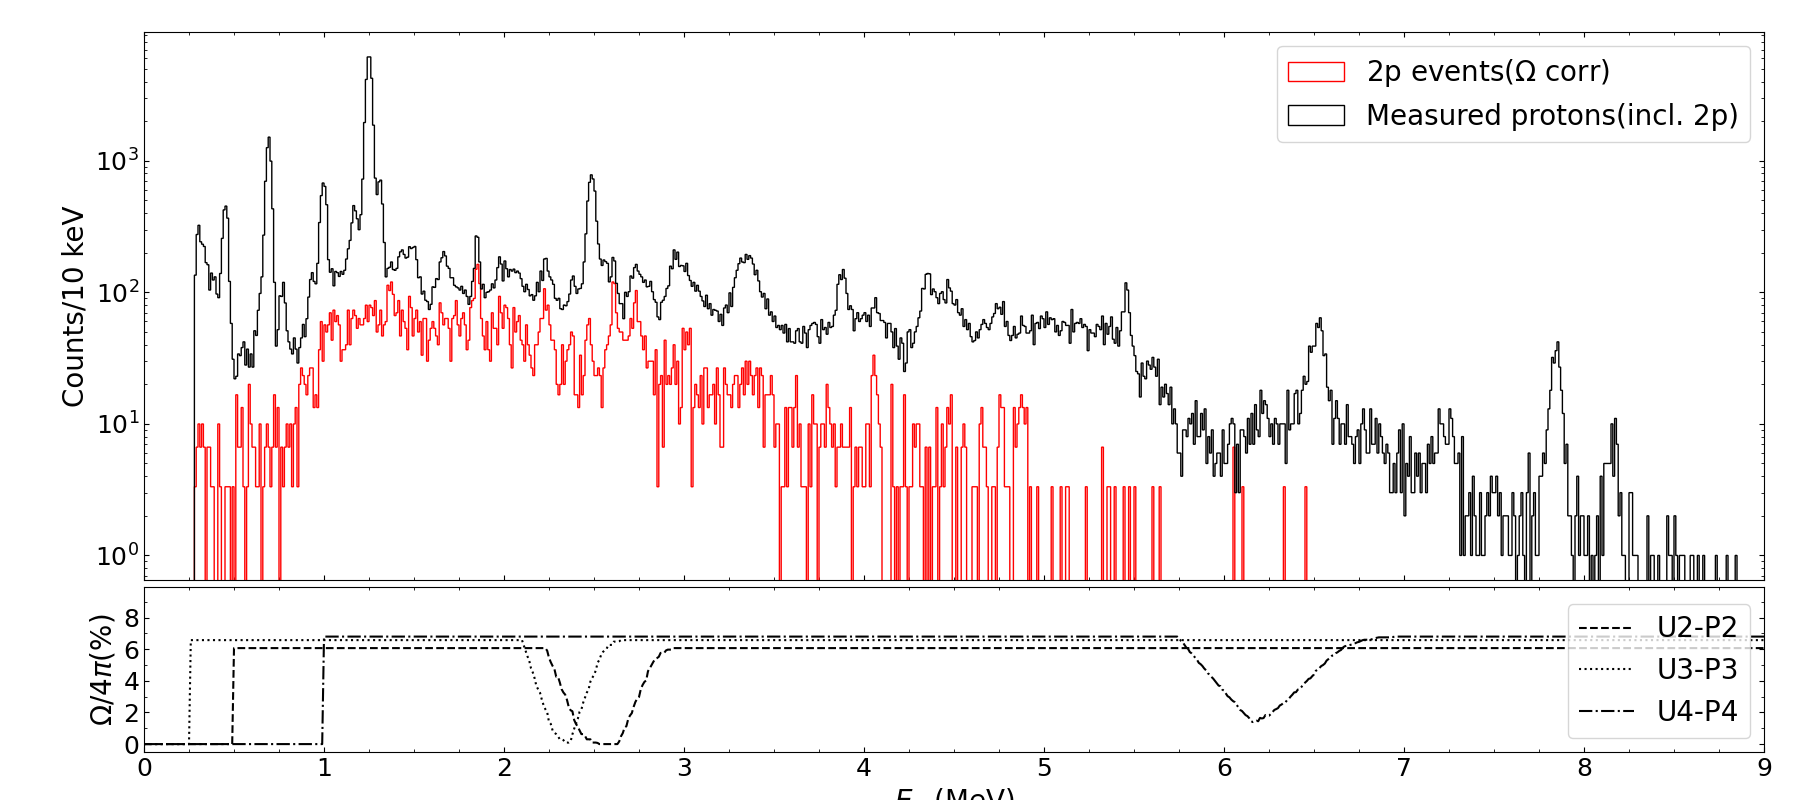 2p events(Ω corr)
Measured protons(incl. 2p)
Counts/10 keV
10³
10²
10¹
10⁰
Ω/4π(%)
8
6
4
2
0
U2-P2
U3-P3
U4-P4
0 1 2 3 4 5 6 7 8 9
E (MeV)